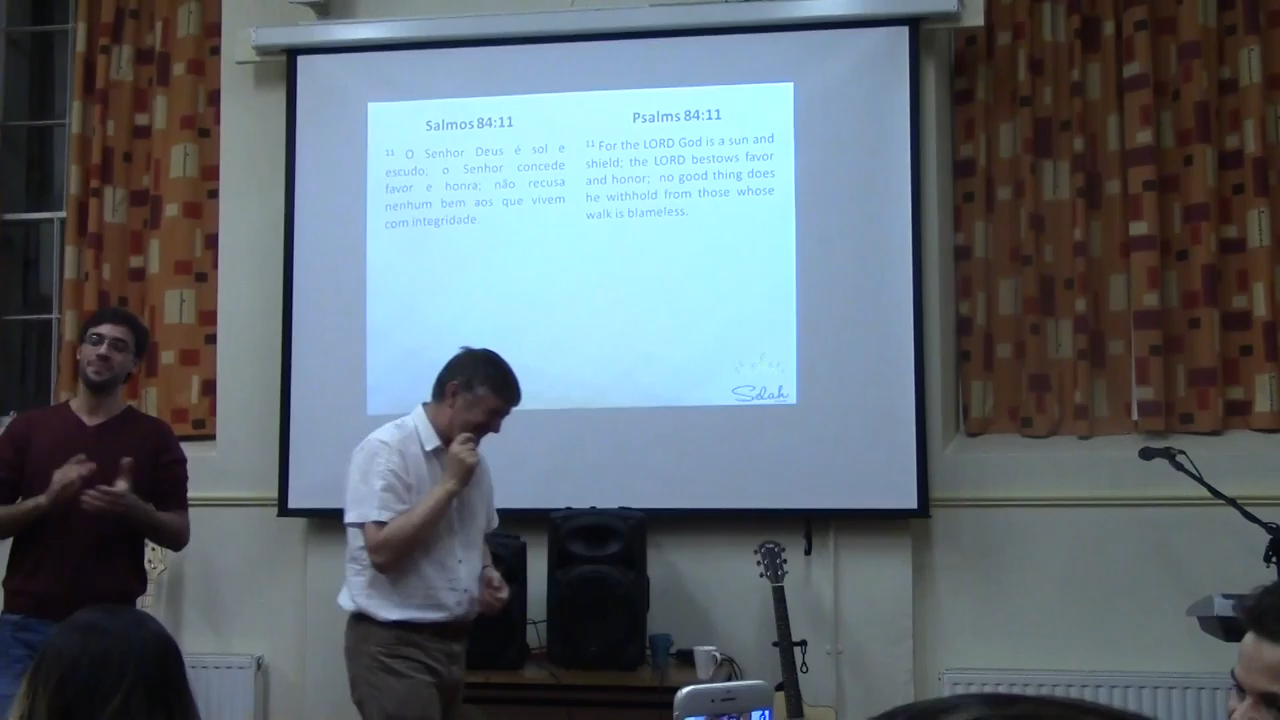 Salmos 84:11
¹¹ O Senhor Deus é sol e
escudo; o Senhor concede
favor e honra; não recusa
nenhum bem aos que vivem
com integridade.
Psalms 84:11
¹¹ For the LORD God is a sun and
shield; the LORD bestows favor
and honor; no good thing does
he withhold from those whose
walk is blameless.
Selah